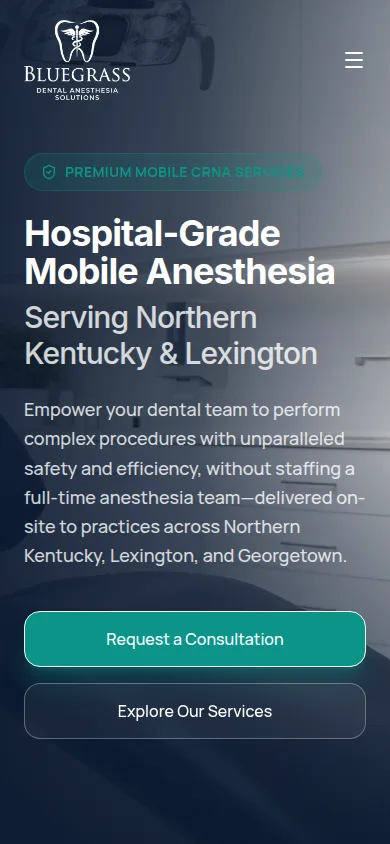 BLUEGRASS
DENTAL ANESTHESIA
SOLUTIONS
PREMIUM MOBILE CRNA SERVICES
Hospital-Grade
Mobile Anesthesia
Serving Northern
Kentucky & Lexington
Empower your dental team to perform
complex procedures with unparalleled
safety and efficiency, without staffing a
full-time anesthesia team—delivered on-
site to practices across Northern
Kentucky, Lexington, and Georgetown.
Request a Consultation
Explore Our Services